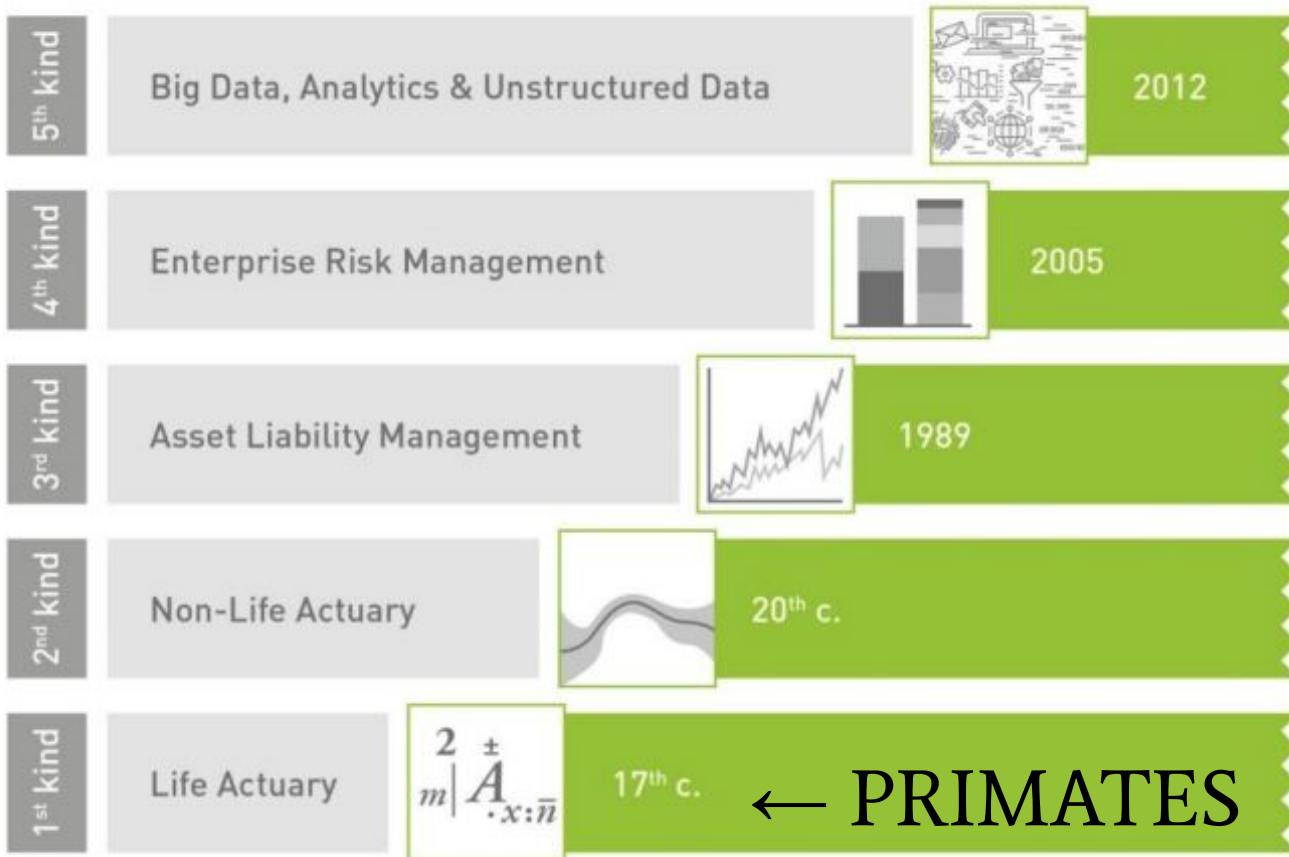 5th kind
Big Data, Analytics & Unstructured Data
2012
4th kind
Enterprise Risk Management
2005
3rd kind
Asset Liability Management
1989
2nd kind
Non-Life Actuary
20th c.
1st kind
Life Actuary
2 ±
m| A
· x:n̅
17th c.
← PRIMATES